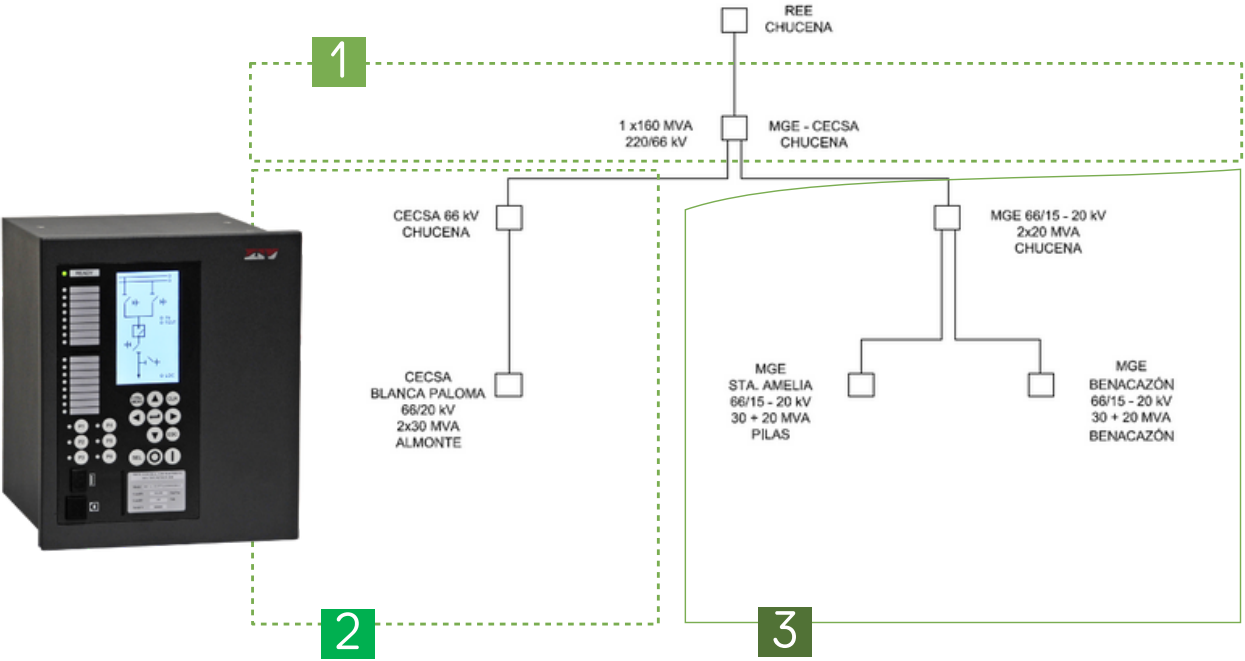 REE
CHUCENA
1
1 x160 MVA
220/66 kV
MGE - CECSA
CHUCENA
CECSA 66 kV
CHUCENA
MGE 66/15 - 20 kV
2x20 MVA
CHUCENA
READY
CECSA
BLANCA PALOMA
66/20 kV
2x30 MVA
ALMONTE
MGE
STA. AMELIA
66/15 - 20 kV
30 + 20 MVA
PILAS
MGE
BENACAZÓN
66/15 - 20 kV
30 + 20 MVA
BENACAZÓN
2
3